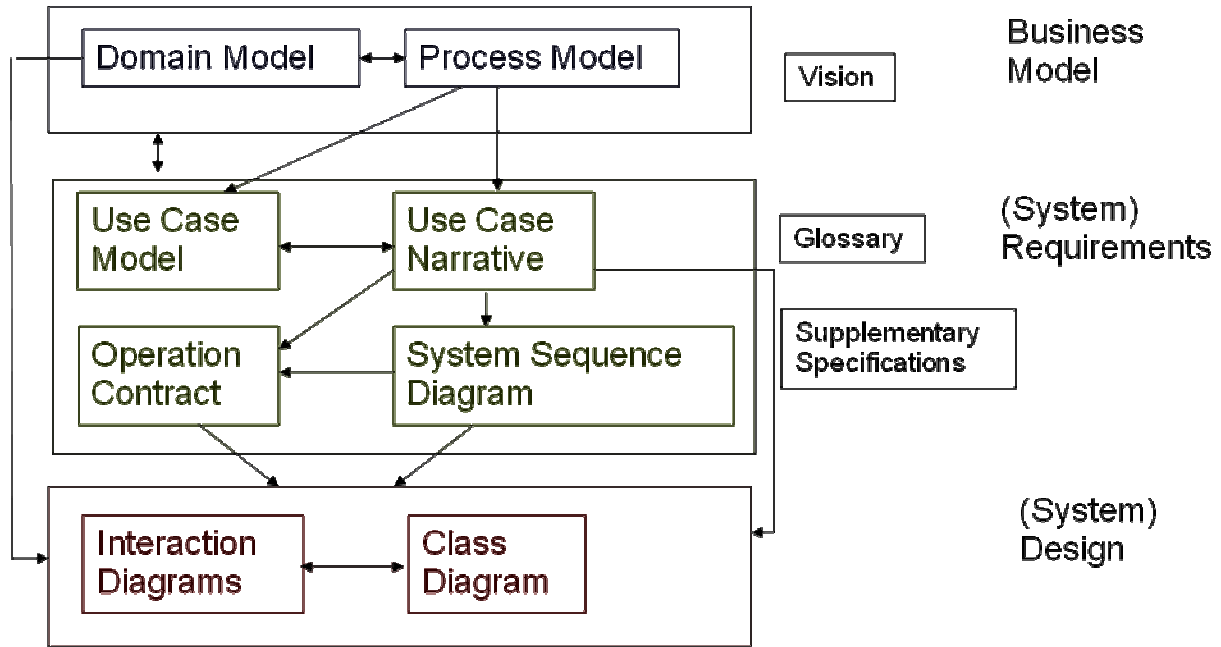 Domain Model
Process Model
Vision
Business
Model
Use Case
Model
Use Case
Narrative
Glossary
(System)
Requirements
Operation
Contract
System Sequence
Diagram
Supplementary
Specifications
Interaction
Diagrams
Class
Diagram
(System)
Design